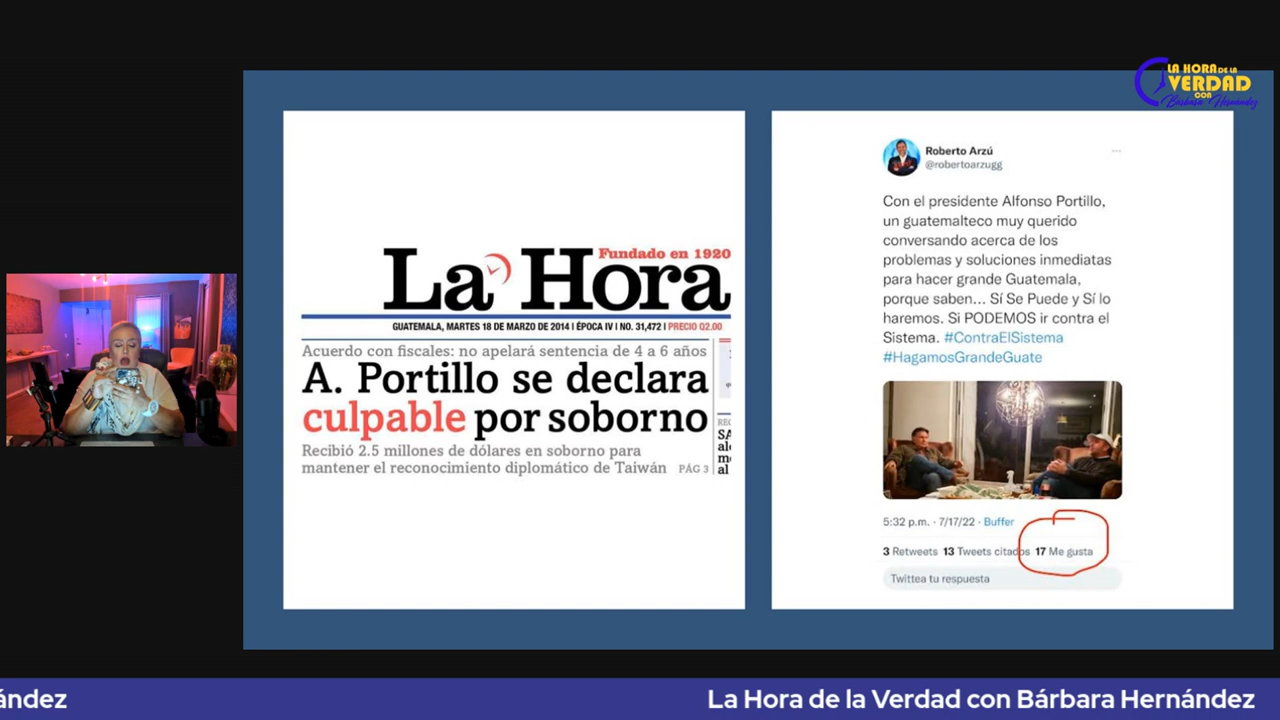 LA HORA DE LA
VERDAD
CON
Bárbara Hernández
Fundado en 1920
La Hora
GUATEMALA, MARTES 18 DE MARZO DE 2014 | ÉPOCA IV | NO. 31,472 | PRECIO Q2.00
Acuerdo con fiscales: no apelará sentencia de 4 a 6 años
A. Portillo se declara
culpable por soborno
Recibió 2.5 millones de dólares en soborno para
mantener el reconocimiento diplomático de Taiwán PÁG 3
Roberto Arzú
@robertoarzugg
Con el presidente Alfonso Portillo,
un guatemalteco muy querido
conversando acerca de los
problemas y soluciones inmediatas
para hacer grande Guatemala,
porque saben... Sí Se Puede y Sí lo
haremos. Si PODEMOS ir contra el
Sistema. #ContraElSistema
#HagamosGrandeGuate
5:32 p.m. · 7/17/22 · Buffer
3 Retweets 13 Tweets citados 17 Me gusta
Twittea tu respuesta
ández
La Hora de la Verdad con Bárbara Hernández